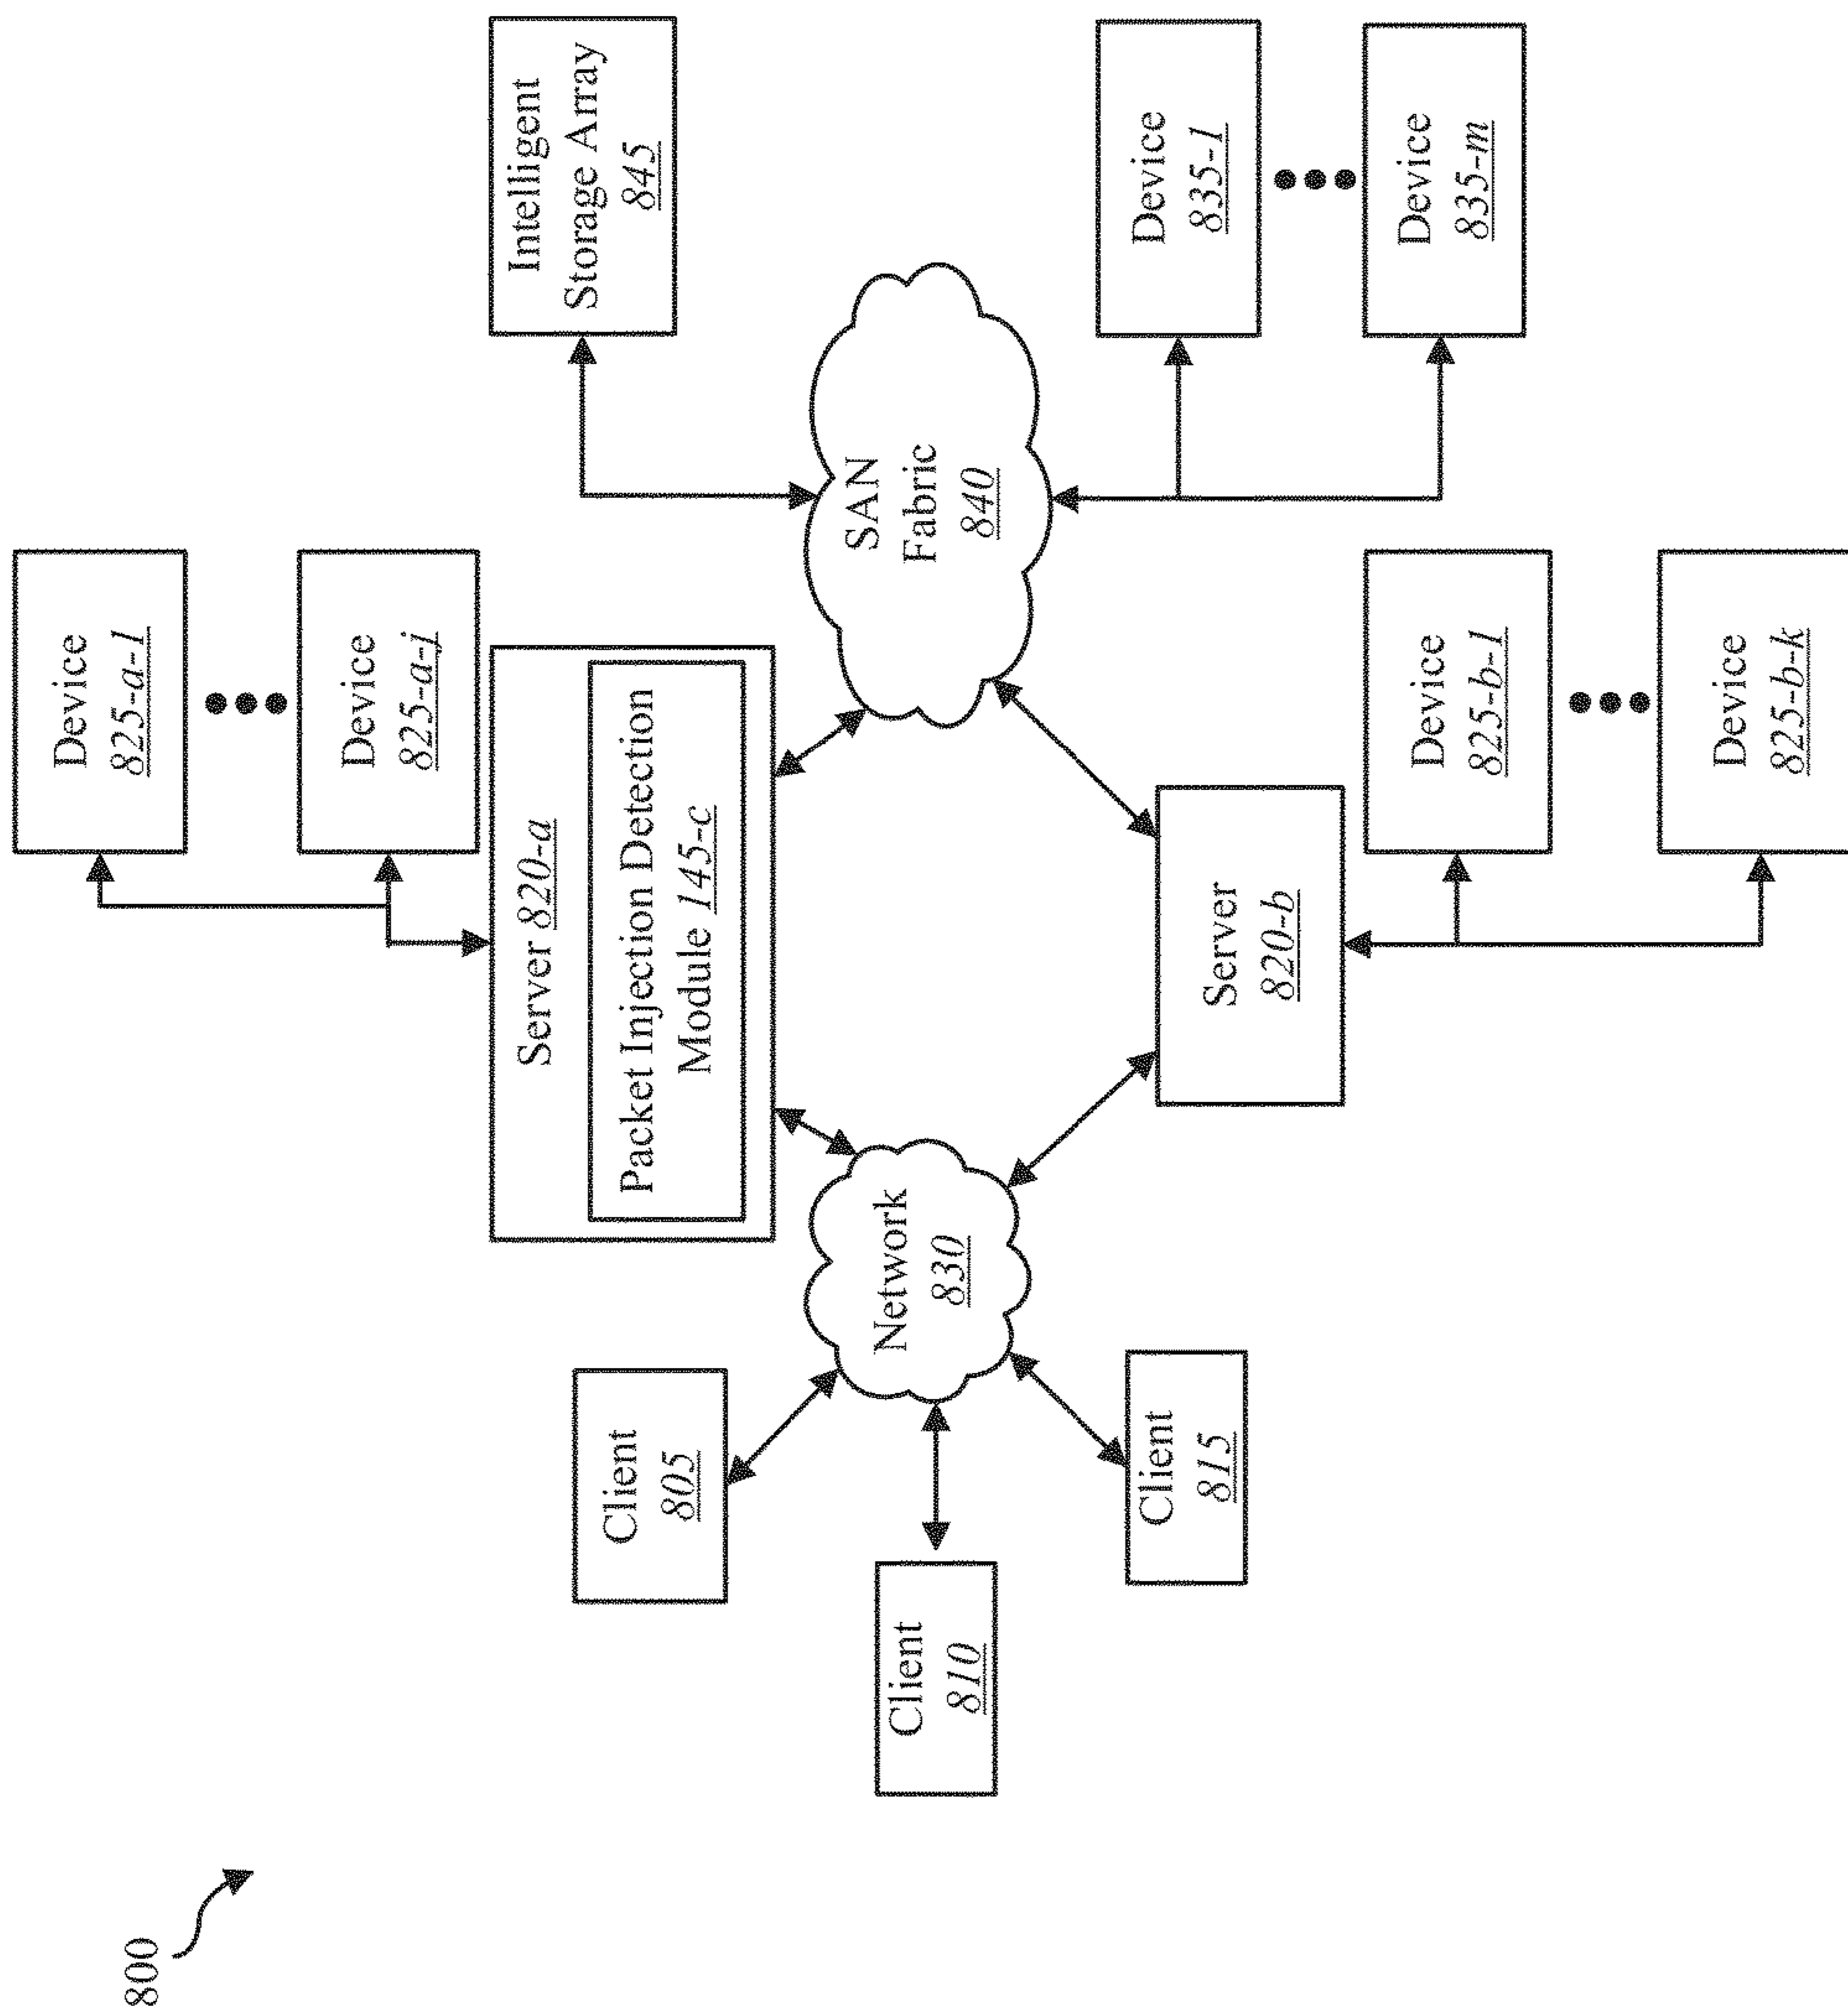 800
Device
825-a-1
Device
825-a-j
Intelligent
Storage Array
845
Server 820-a
Packet Injection Detection
Module 145-c
Client
805
Client
810
Client
815
Network
830
SAN
Fabric
840
Server
820-b
Device
835-1
Device
835-m
Device
825-b-1
Device
825-b-k